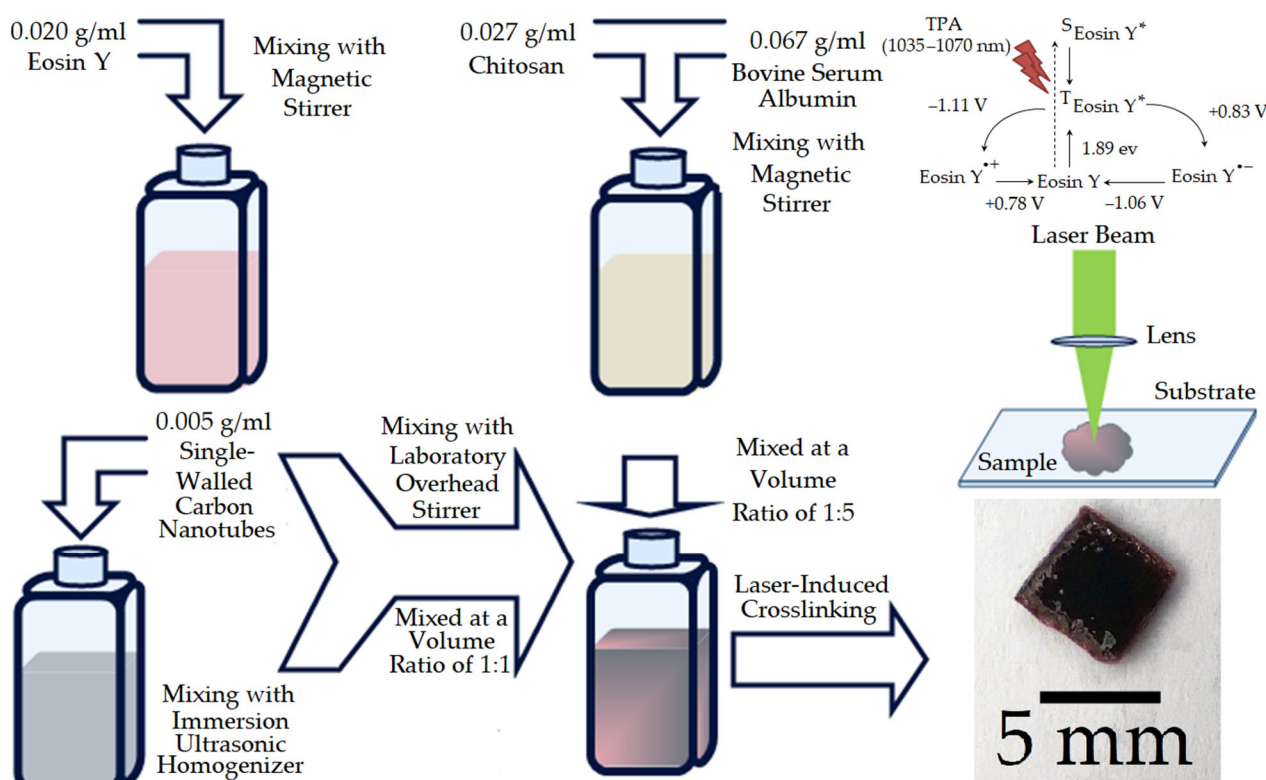 0.020 g/ml
Eosin Y
Mixing with
Magnetic
Stirrer
0.027 g/ml
Chitosan
0.067 g/ml
Bovine Serum
Albumin
Mixing with
Magnetic
Stirrer
TPA
(1035–1070 nm)
S Eosin Y*
T Eosin Y*
–1.11 V
+0.83 V
1.89 ev
Eosin Y•+
Eosin Y
Eosin Y•–
+0.78 V
–1.06 V
Laser Beam
Lens
Substrate
Sample
0.005 g/ml
Single-
Walled
Carbon
Nanotubes
Mixing with
Immersion
Ultrasonic
Homogenizer
Mixing with
Laboratory
Overhead
Stirrer
Mixed at a
Volume
Ratio of 1:1
Mixed at a
Volume
Ratio of 1:5
Laser-Induced
Crosslinking
5 mm